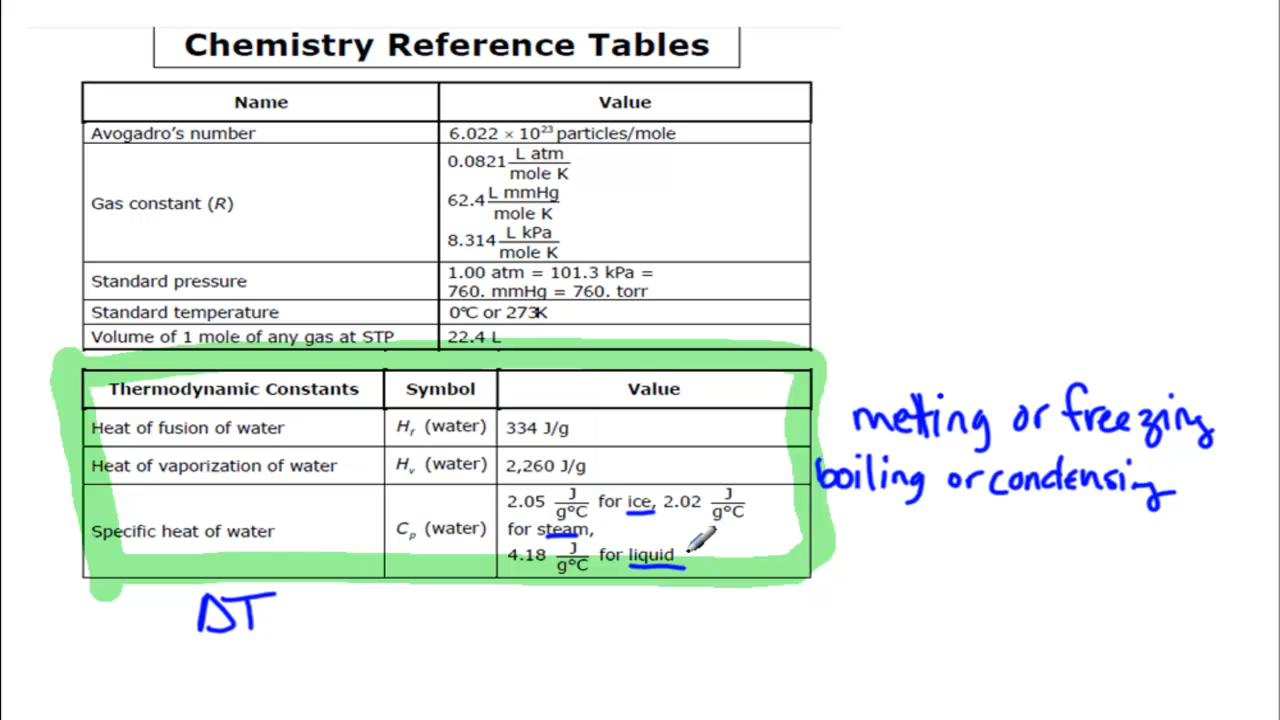 Chemistry Reference Tables
Name Value
Avogadro's number 6.022 × 10²³ particles/mole
0.0821 L atm / mole K
Gas constant (R) 62.4 L mmHg / mole K
8.314 L kPa / mole K
Standard pressure 1.00 atm = 101.3 kPa =
760. mmHg = 760. torr
Standard temperature 0°C or 273K
Volume of 1 mole of any gas at STP 22.4 L
Thermodynamic Constants Symbol Value
Heat of fusion of water Hf (water) 334 J/g melting or freezing
Heat of vaporization of water Hv (water) 2,260 J/g boiling or condensing
2.05 J / g°C for ice, 2.02 J / g°C
Specific heat of water Cp (water) for steam,
4.18 J / g°C for liquid
ΔT